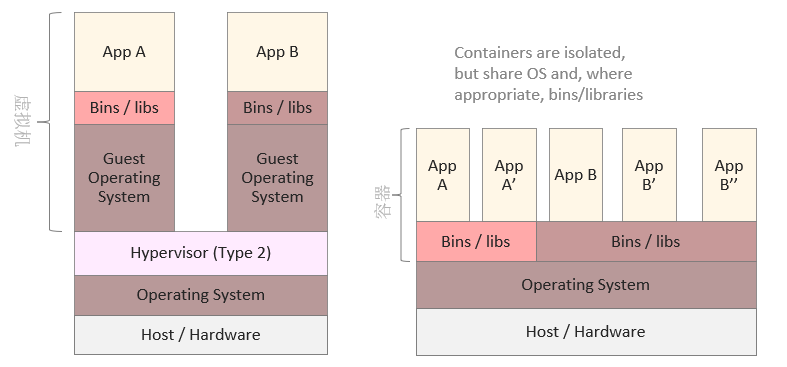 虚拟机
App A
App B
Bins / libs
Bins / libs
Guest
Operating
System
Guest
Operating
System
Hypervisor (Type 2)
Operating System
Host / Hardware
Containers are isolated,
but share OS and, where
appropriate, bins/libraries
容器
App
A
App
A’
App B
App
B’
App
B’’
Bins / libs
Bins / libs
Operating System
Host / Hardware